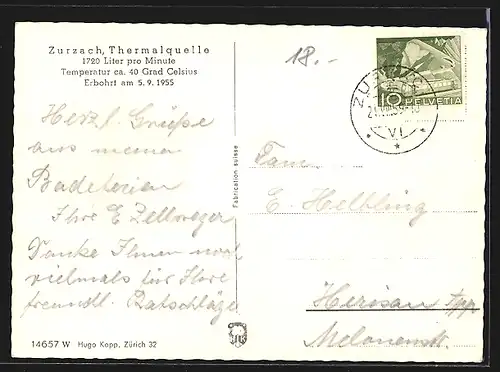 Zurzach, Thermalquelle
1720 Liter pro Minute
Temperatur ca. 40 Grad Celsius
Erbohrt am 5. 9. 1955
18.-
10 HELVETIA
ZURZACH
Herzl. Grüße
aus meinen
Badeferien
Ihre E Zellweger
Danke Ihnen noch
vielmals für Ihre
freundl. Ratschläge
Fabrication suisse
Fam.
E. Helbling
Herisau
14657 W Hugo Kopp, Zürich 32